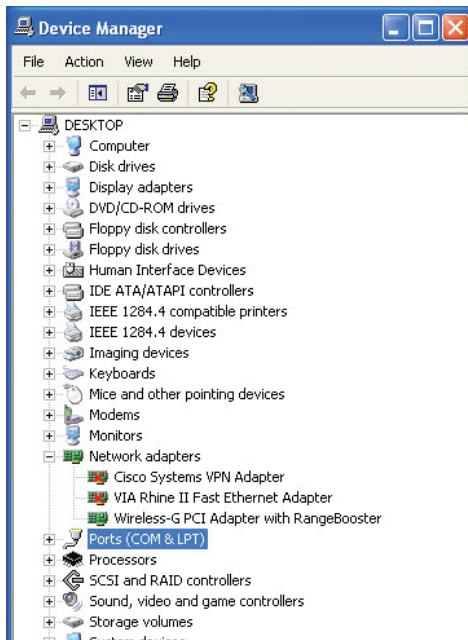 Device Manager
File Action View Help
DESKTOP
Computer
Disk drives
Display adapters
DVD/CD-ROM drives
Floppy disk controllers
Floppy disk drives
Human Interface Devices
IDE ATA/ATAPI controllers
IEEE 1284.4 compatible printers
IEEE 1284.4 devices
Imaging devices
Keyboards
Mice and other pointing devices
Modems
Monitors
Network adapters
Cisco Systems VPN Adapter
VIA Rhine II Fast Ethernet Adapter
Wireless-G PCI Adapter with RangeBooster
Ports (COM & LPT)
Processors
SCSI and RAID controllers
Sound, video and game controllers
Storage volumes